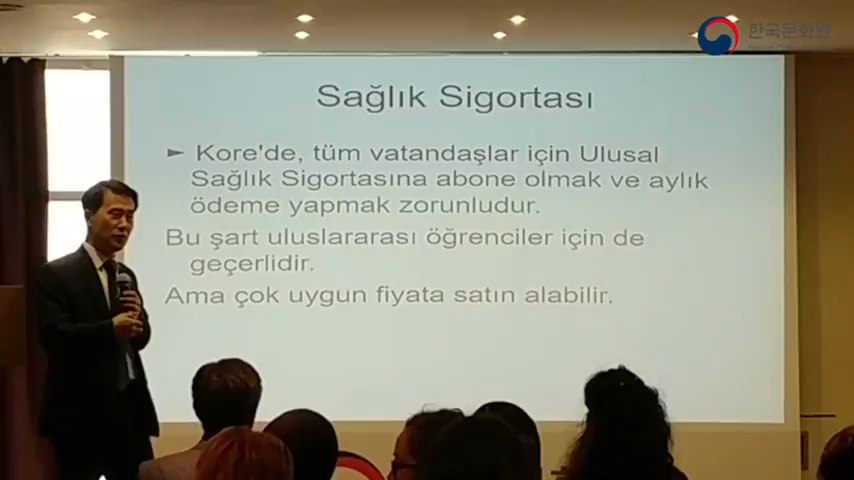 한국문화원
Sağlık Sigortası
► Kore'de, tüm vatandaşlar için Ulusal
Sağlık Sigortasına abone olmak ve aylık
ödeme yapmak zorunludur.
Bu şart uluslararası öğrenciler için de
geçerlidir.
Ama çok uygun fiyata satın alabilir.